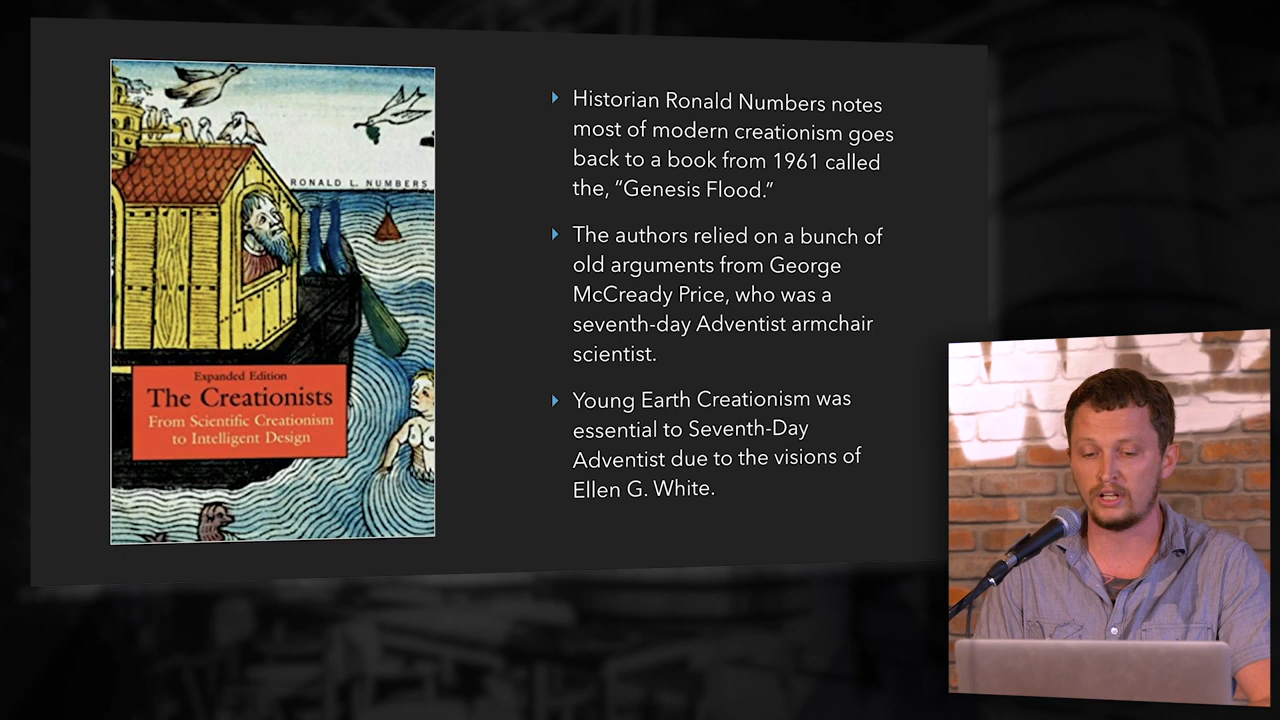 RONALD L. NUMBERS
Expanded Edition
The Creationists
From Scientific Creationism
to Intelligent Design
Historian Ronald Numbers notes
most of modern creationism goes
back to a book from 1961 called
the, “Genesis Flood.”
The authors relied on a bunch of
old arguments from George
McCready Price, who was a
seventh-day Adventist armchair
scientist.
Young Earth Creationism was
essential to Seventh-Day
Adventist due to the visions of
Ellen G. White.